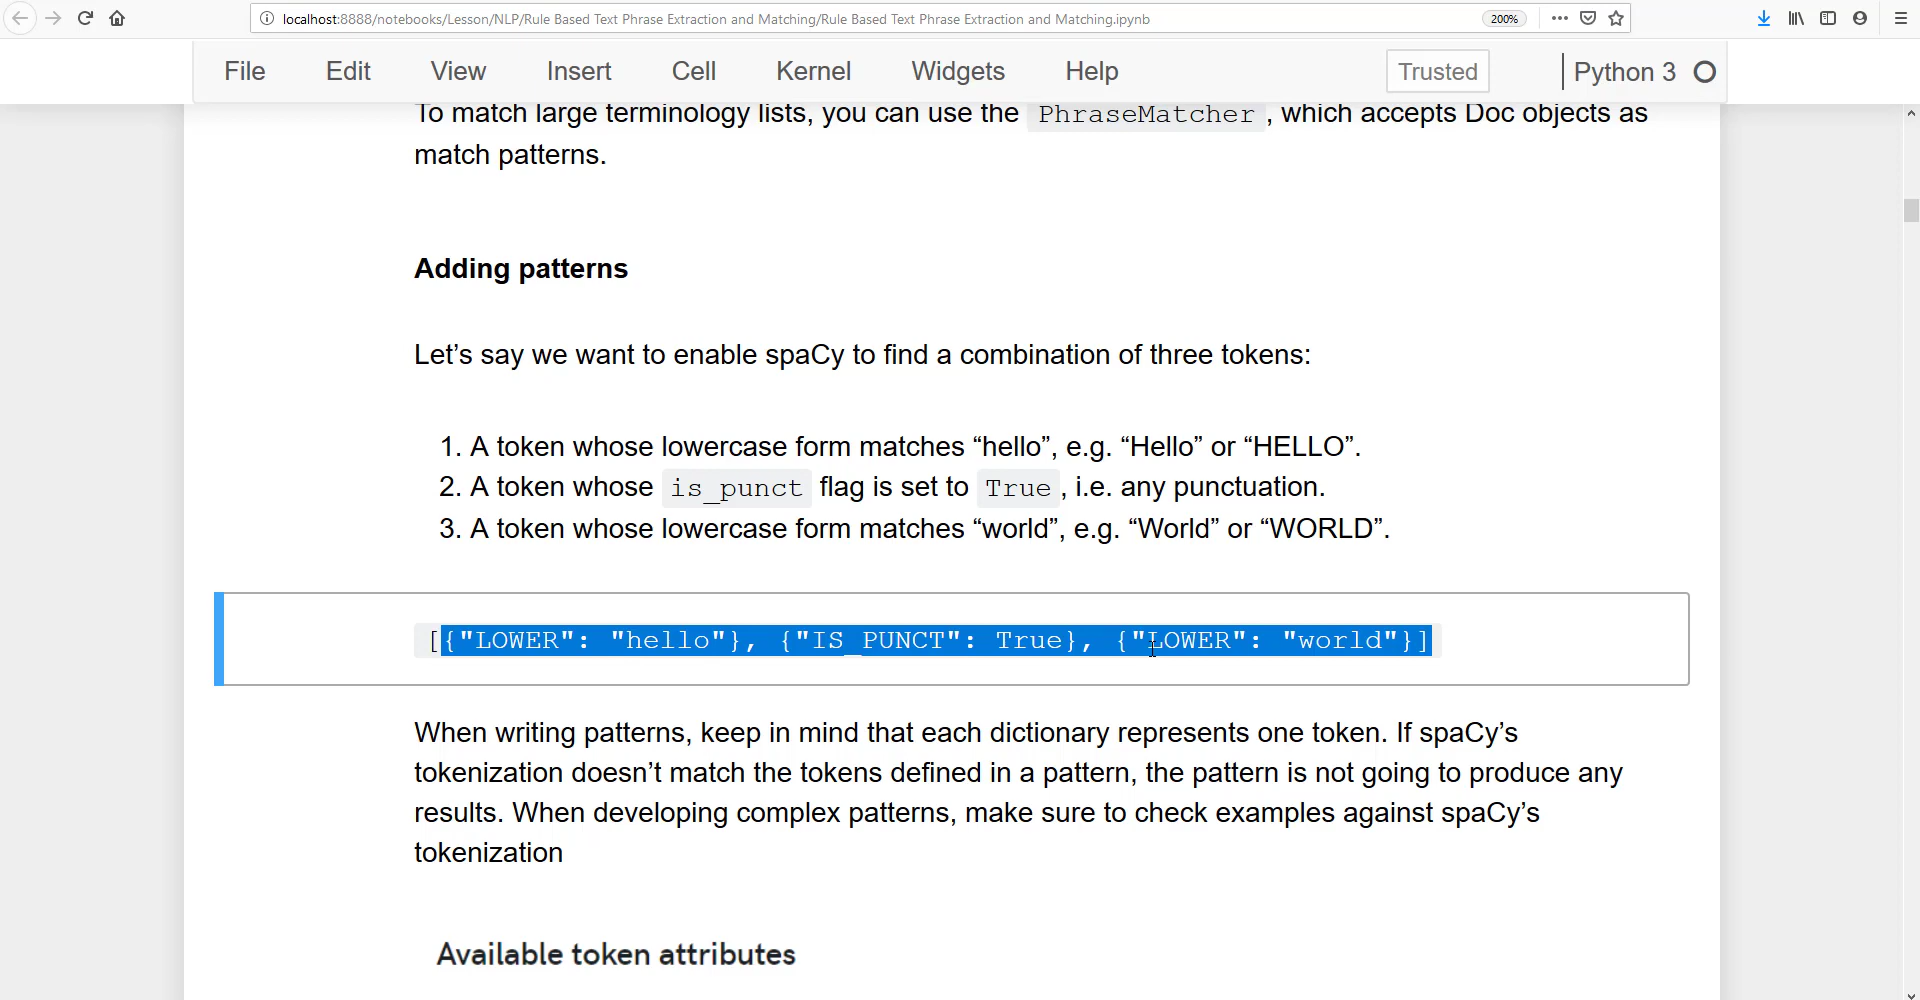 localhost:8888/notebooks/Lesson/NLP/Rule Based Text Phrase Extraction and Matching/Rule Based Text Phrase Extraction and Matching.ipynb
200%
File Edit View Insert Cell Kernel Widgets Help Trusted Python 3
To match large terminology lists, you can use the PhraseMatcher, which accepts Doc objects as
match patterns.
Adding patterns
Let’s say we want to enable spaCy to find a combination of three tokens:
1. A token whose lowercase form matches “hello”, e.g. “Hello” or “HELLO”.
2. A token whose is_punct flag is set to True, i.e. any punctuation.
3. A token whose lowercase form matches “world”, e.g. “World” or “WORLD”.
[{"LOWER": "hello"}, {"IS_PUNCT": True}, {"LOWER": "world"}]
When writing patterns, keep in mind that each dictionary represents one token. If spaCy’s
tokenization doesn’t match the tokens defined in a pattern, the pattern is not going to produce any
results. When developing complex patterns, make sure to check examples against spaCy’s
tokenization
Available token attributes